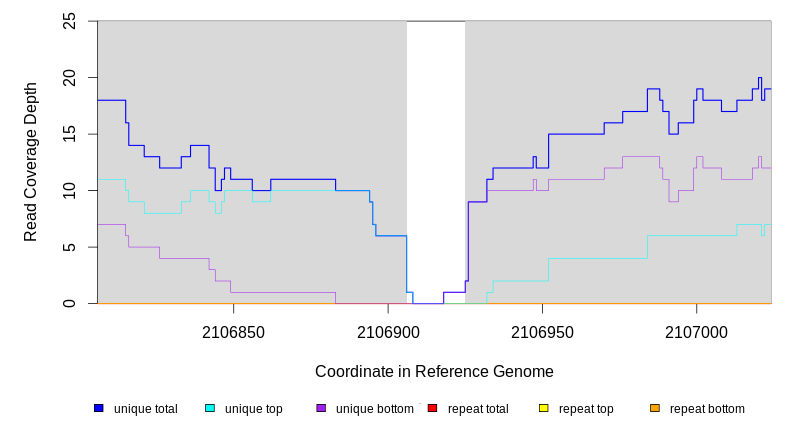 25
20
15
10
5
0
Read Coverage Depth
2106850 2106900 2106950 2107000
Coordinate in Reference Genome
unique total unique top unique bottom repeat total repeat top repeat bottom